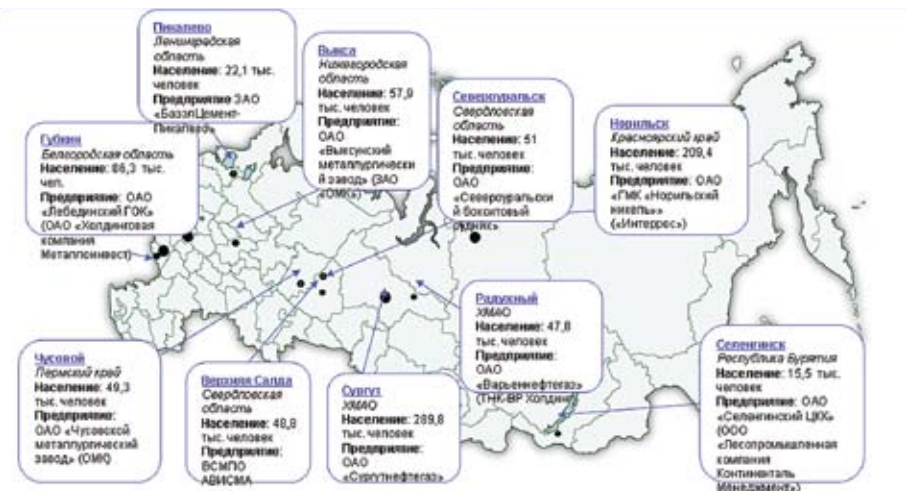 Пикалево
Ленинградская
область
Население: 22,1 тыс.
человек
Предприятие ЗАО
«БазэлЦемент-
Пикалево»
Выкса
Нижегородская
область
Население: 57,9
тыс. человек
Предприятие:
ОАО
«Выксунский
металлургически
й завод» (ЗАО
«ОМК»)
Североуральск
Свердловская
область
Население: 51
тыс. человек
Предприятие:
ОАО
«Североуральски
й бокситовый
рудник»
Норильск
Красноярский край
Население: 209,4
тыс. человек
Предприятие: ОАО
«ГМК «Норильский
никель»»
(«Интеррос»)
Губкин
Белгородская область
Население: 86,3 тыс.
чел.
Предприятие: ОАО
«Лебединский ГОК»
(ОАО «Холдинговая
компания
Металлоинвест)
Радужный
ХМАО
Население: 47,8
тыс. человек
Предприятие:
ОАО
«Варьеганнефтегаз»
(ТНК-BP Холдинг)
Селенгинск
Республика Бурятия
Население: 15,5 тыс.
человек
Предприятие: ОАО
«Селенгинский ЦКК»
(ООО
«Лесопромышленная
компания
Континенталь
Менеджмент»)
Чусовой
Пермский край
Население: 49,3
тыс. человек
Предприятие:
ОАО «Чусовской
металлургический
завод» (ОМК)
Верхняя Салда
Свердловская
область
Население: 48,8
тыс. человек
Предприятие:
ВСМПО
АВИСМА
Сургут
ХМАО
Население: 289,8
тыс. человек
Предприятие:
ОАО
«Сургутнефтегаз»